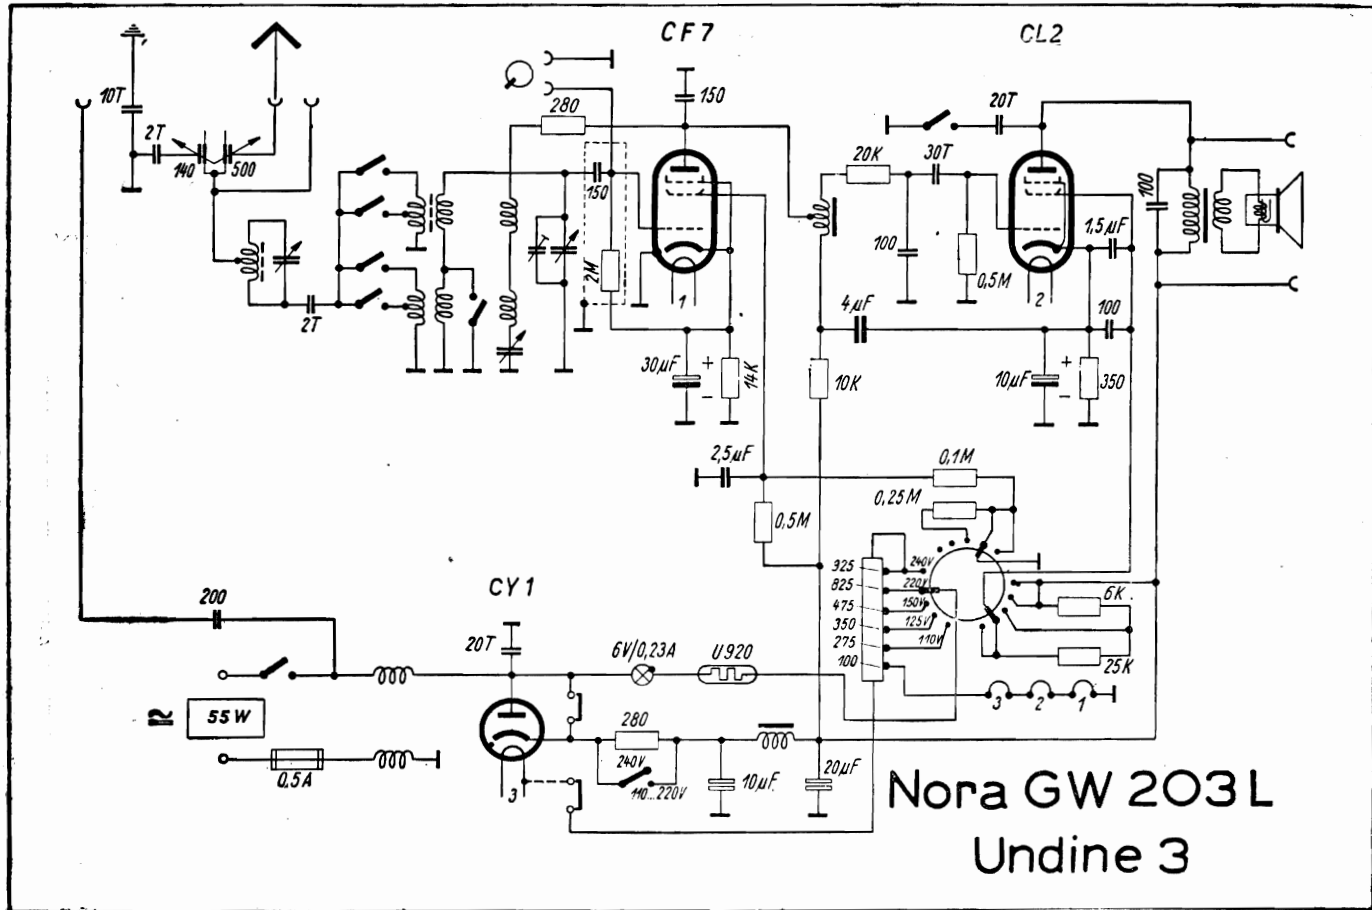 CF7
CL2
10T
2T
140
500
280
150
150
2M
1
20T
20K
30T
100
0,5M
2
1,5µF
100
100
2T
30µF
+
−
14K
4µF
10K
10µF
+
−
350
2,5µF
0,5M
0,1M
0,25M
925
825
475
350
275
100
240V
220V
150V
125V
110V
6K
25K
3
2
1
CY1
200
20T
6V/0,23A
U920
≅
55W
0,5A
3
280
240V
110...220V
10µF
20µF
Nora GW 203L
Undine 3